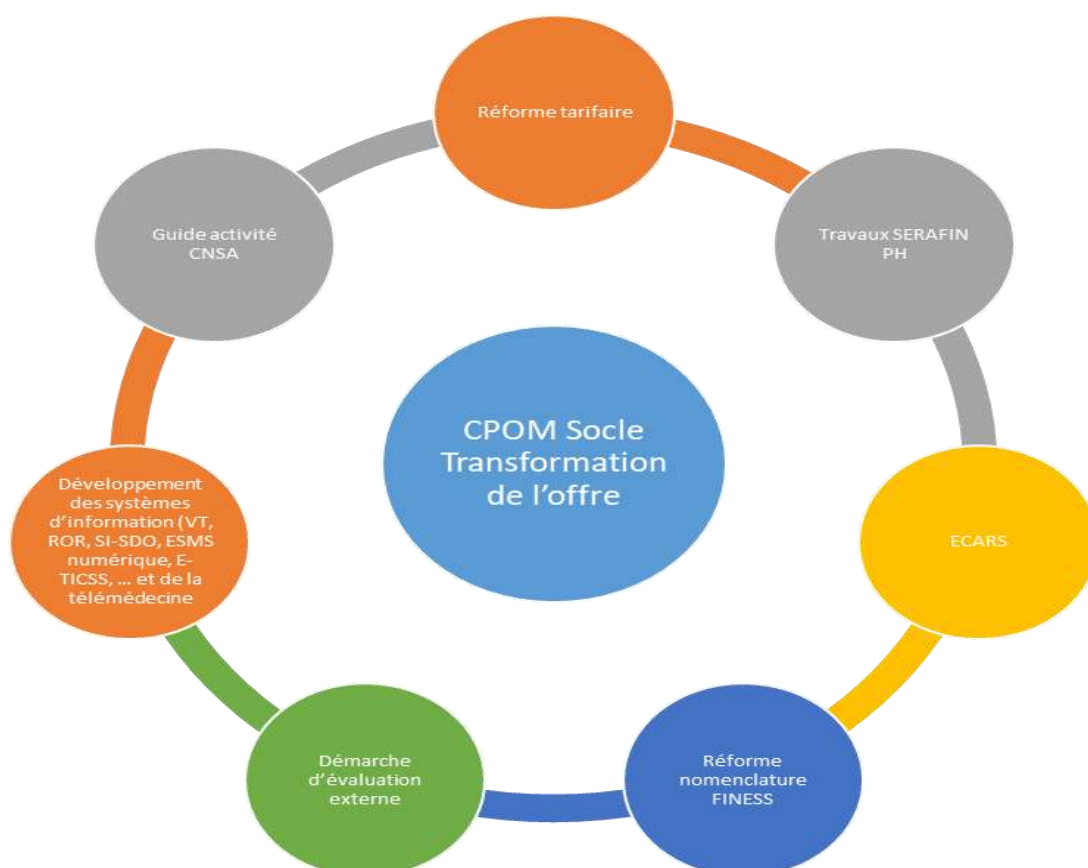 Réforme tarifaire
Guide activité
CNSA
Travaux SERAFIN
PH
CPOM Socle
Transformation
de l'offre
Développement
des systèmes
d'information (VT,
ROR, SI-SDO, ESMS
numérique, E-
TICSS, ... et de la
télémédecine
ECARS
Démarche
d'évaluation
externe
Réforme
nomenclature
FINESS